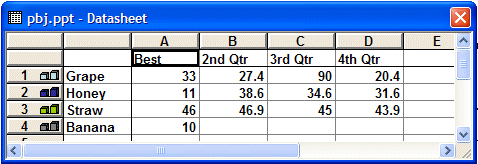 pbj.ppt - Datasheet
A B C D E
Best 2nd Qtr 3rd Qtr 4th Qtr
1 Grape 33 27.4 90 20.4
2 Honey 11 38.6 34.6 31.6
3 Straw 46 46.9 45 43.9
4 Banana 10